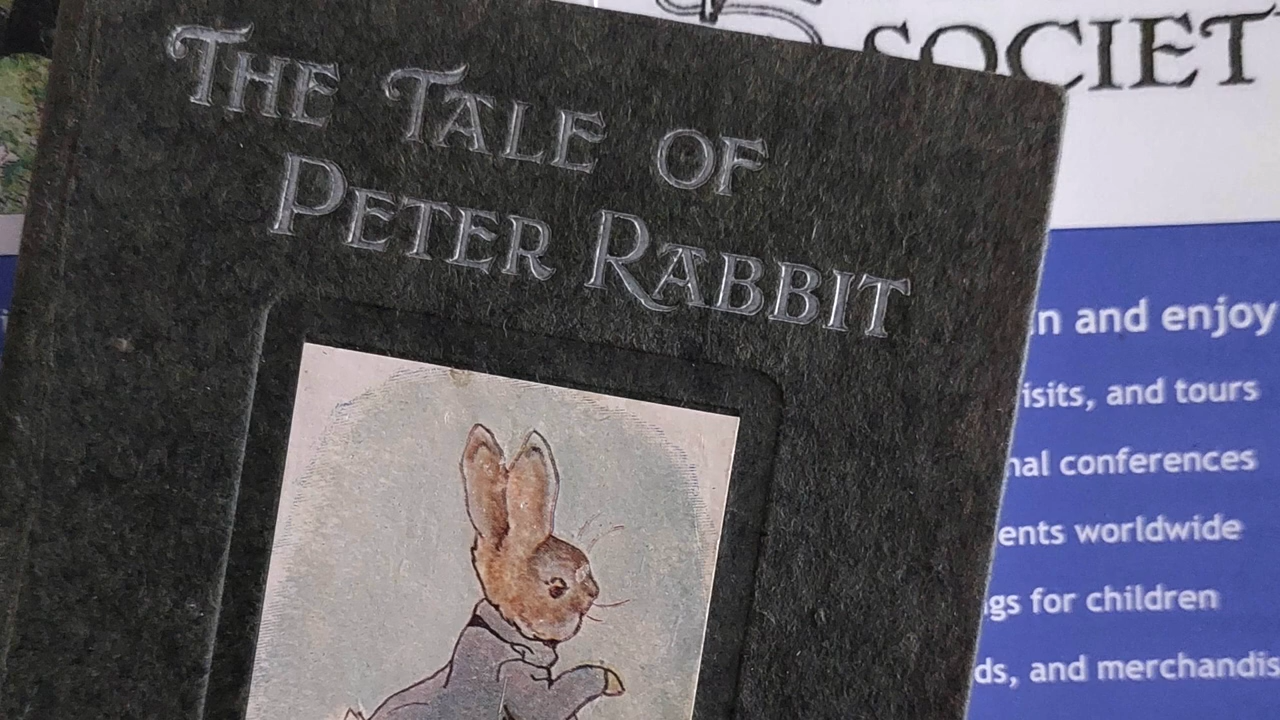 THE TALE OF
PETER RABBIT
SOCIET
n and enjoy
isits, and tours
nal conferences
ents worldwide
gs for children
ds, and merchandis